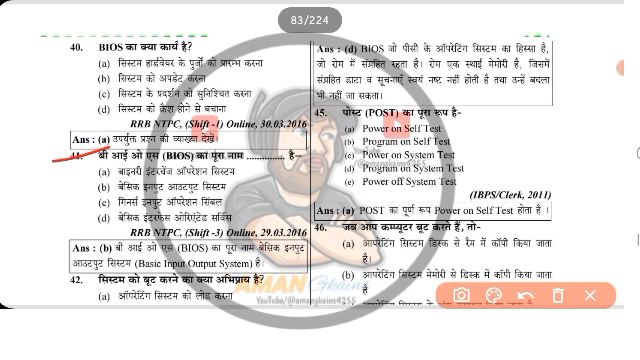 83/224
40. BIOS का क्या कार्य है?
(a) सिस्टम हार्डवेयर के पुर्जों को प्रारम्भ करना
(b) सिस्टम को अपडेट करना
(c) सिस्टम के प्रदर्शन को सुनिश्चित करना
(d) सिस्टम को क्रैश होने से बचाना
RRB NTPC, (Shift -1) Online, 30.03.2016
Ans : (a) उपर्युक्त प्रश्न की व्याख्या देखें।
41. बी आई ओ एस (BIOS) का पूरा नाम .............. है–
(a) बाइनरी इंटरचेंज ऑपरेशन सिस्टम
(b) बेसिक इनपुट आउटपुट सिस्टम
(c) गिनर्स इनपुट ऑपरेशन सिंबल
(d) बेसिक इंटरफेस ओरिएंटेड सर्विस
RRB NTPC, (Shift -3) Online, 29.03.2016
Ans : (b) बी आई ओ एस (BIOS) का पूरा नाम बेसिक इनपुट
आउटपुट सिस्टम (Basic Input Output System) है।
42. सिस्टम को बूट करने का क्या अभिप्राय है?
(a) ऑपरेटिंग सिस्टम को लोड करना
Ans : (d) BIOS जो पीसी के ऑपरेटिंग सिस्टम का हिस्सा है,
जो रोम में संग्रहित रहता है। रोम एक स्थाई मेमोरी है, जिसमें
संग्रहित डाटा व सूचनाएँ स्वयं नष्ट नहीं होती है तथा उन्हें बदला
भी नहीं जा सकता।
45. पोस्ट (POST) का पूरा रूप है-
(a) Power on Self Test
(b) Program on Self Test
(c) Power on System Test
(d) Program on System Test
(e) Power off System Test
(IBPS/Clerk, 2011)
Ans : (a) POST का पूर्ण रूप Power on Self Test होता है ।
46. जब आप कम्प्यूटर बूट करते हैं, तो-
(a) आपरेटिंग सिस्टम डिस्क से रैम में कॉपी किया जाता
है।
(b) आपरेटिंग सिस्टम मेमोरी से डिस्क में कॉपी किया जाता
है
AMAN Gkguru
YouTube/@amangkaine4255